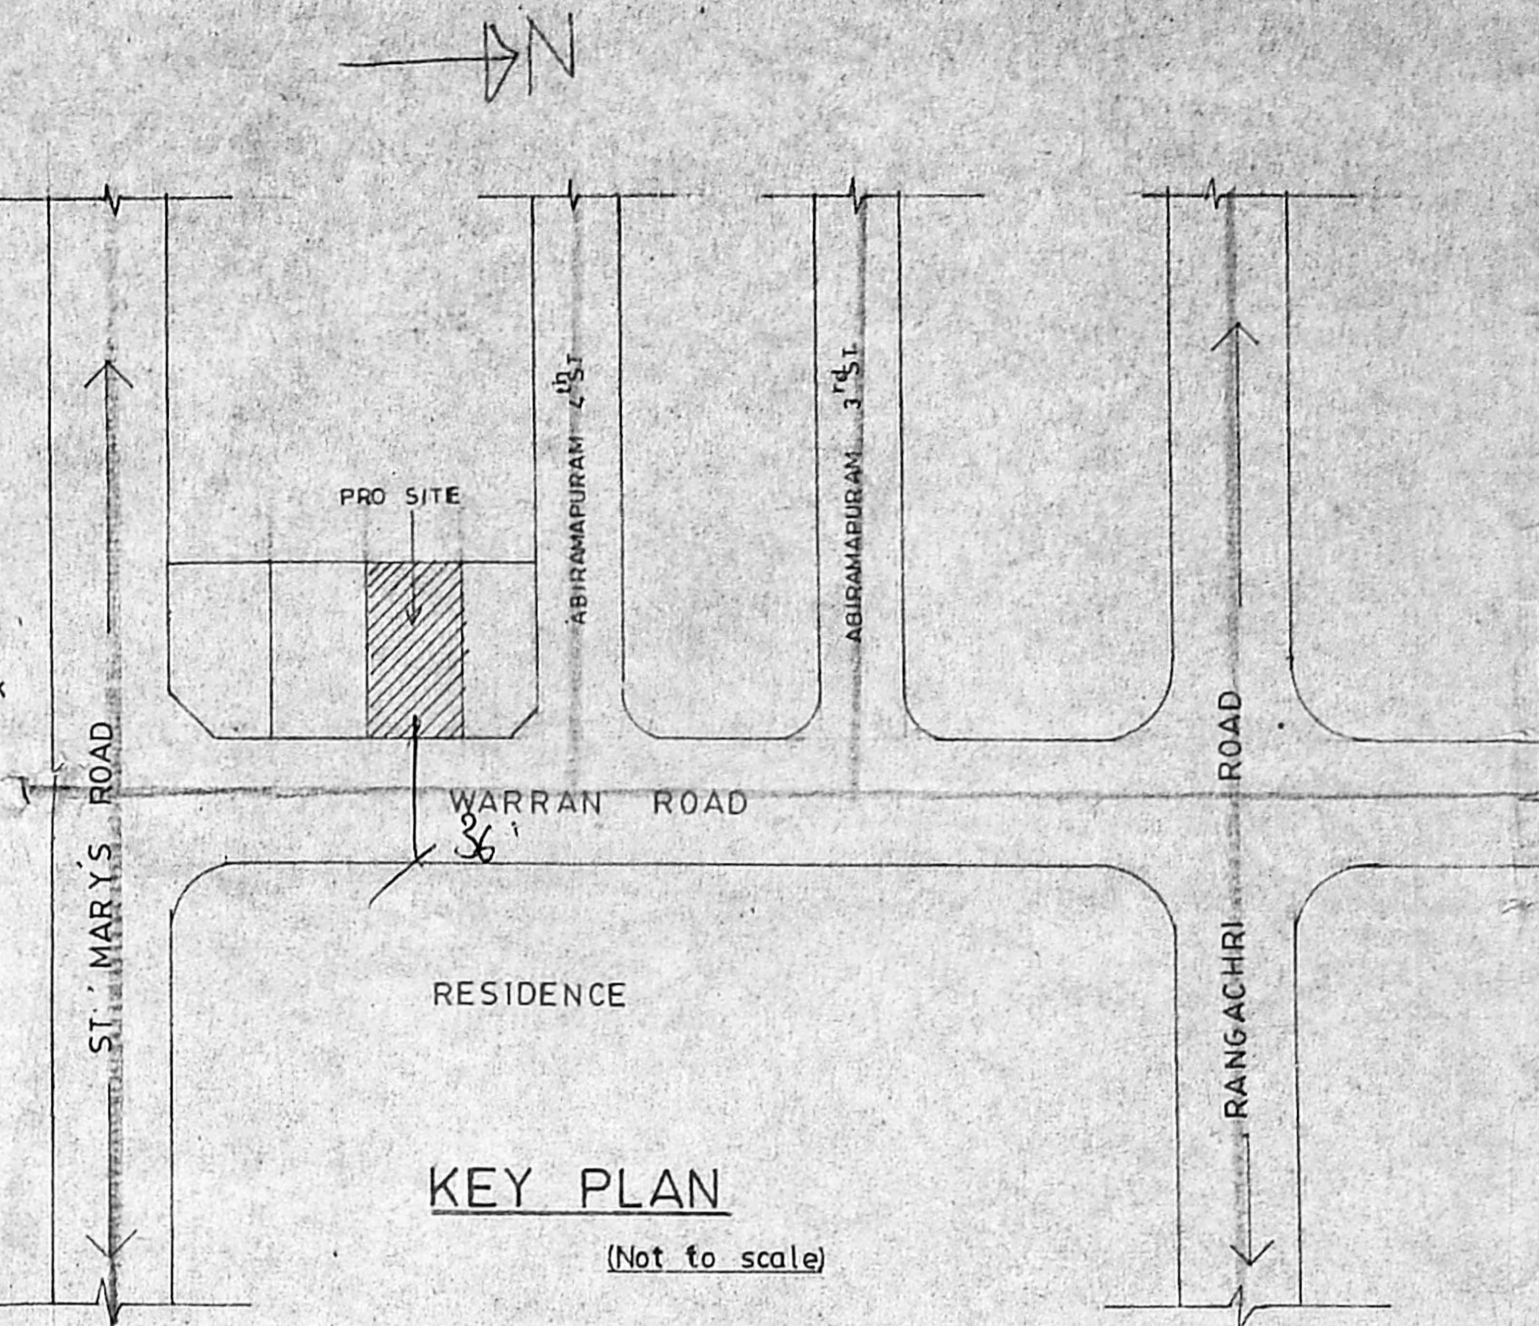 N
ABIRAMAPURAM 4th ST.
ABIRAMAPURAM 3rd ST.
PRO SITE
ST. MARY'S ROAD
WARRAN ROAD
36'
RANGACHRI ROAD
RESIDENCE
KEY PLAN
(Not to scale)